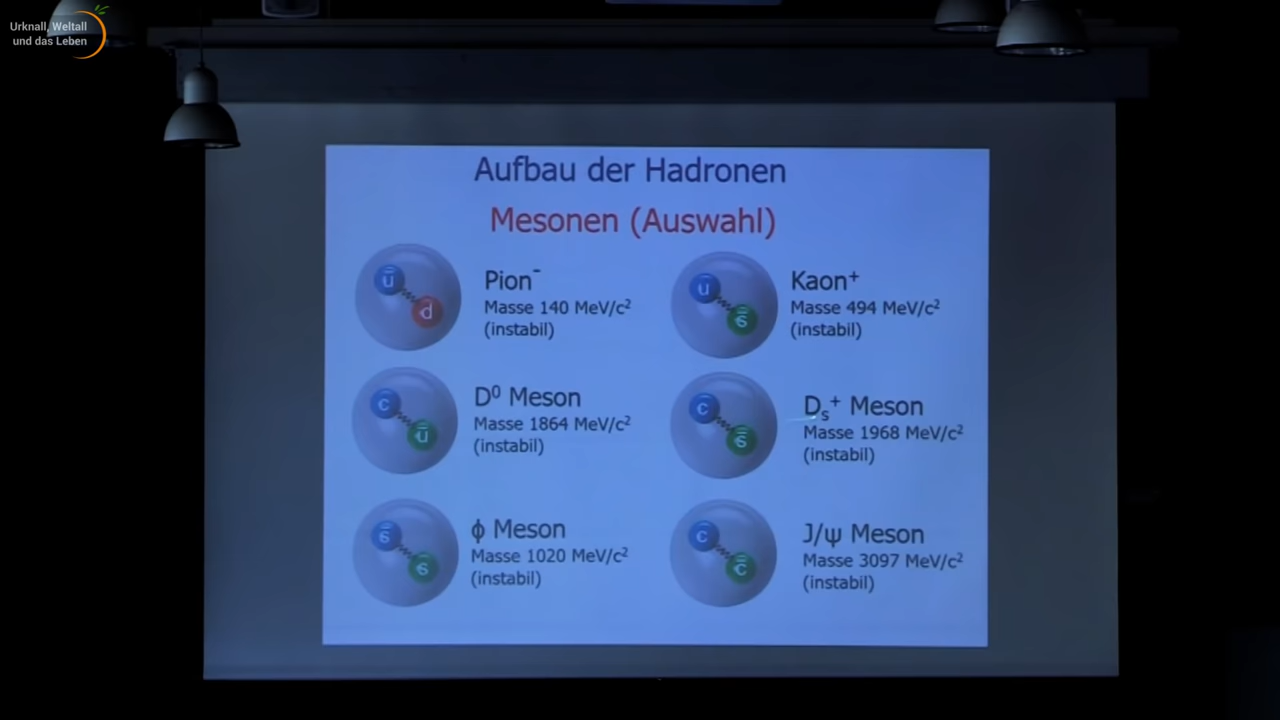 Urknall, Weltall
und das Leben
Aufbau der Hadronen
Mesonen (Auswahl)
ū
d
Pion⁻
Masse 140 MeV/c²
(instabil)
u
s̄
Kaon⁺
Masse 494 MeV/c²
(instabil)
c
ū
D⁰ Meson
Masse 1864 MeV/c²
(instabil)
c
s̄
Dₛ⁺ Meson
Masse 1968 MeV/c²
(instabil)
s̄
ϕ Meson
Masse 1020 MeV/c²
(instabil)
c
c̄
J/ψ Meson
Masse 3097 MeV/c²
(instabil)